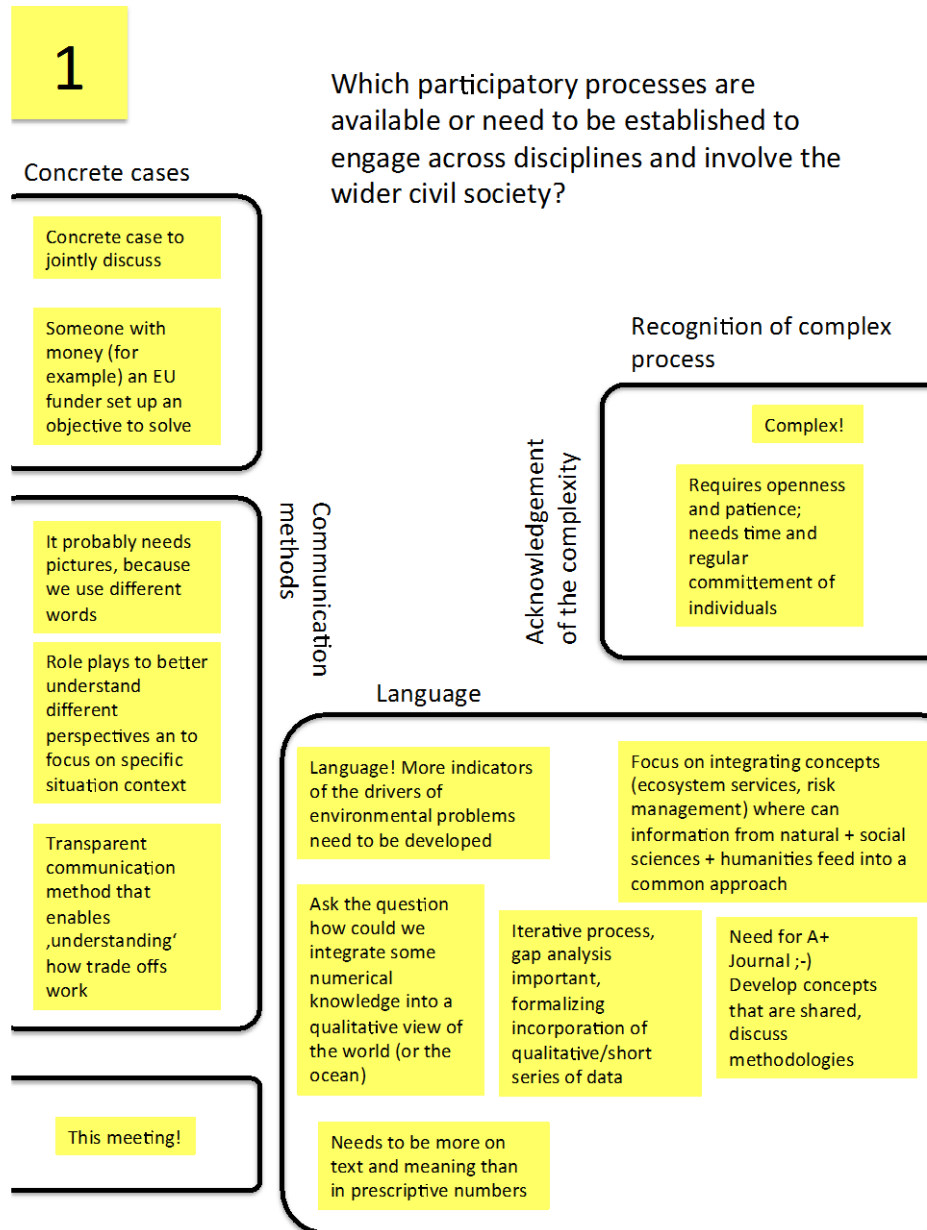 1
Which participatory processes are
available or need to be established to
engage across disciplines and involve the
wider civil society?
Concrete cases
Concrete case to
jointly discuss
Someone with
money (for
example) an EU
funder set up an
objective to solve
Recognition of complex
process
Acknowledgement
of the complexity
Complex!
Requires openness
and patience;
needs time and
regular
committement of
individuals
Communication
methods
It probably needs
pictures, because
we use different
words
Role plays to better
understand
different
perspectives an to
focus on specific
situation context
Transparent
communication
method that
enables
‚understanding‘
how trade offs
work
This meeting!
Language
Language! More indicators
of the drivers of
environmental problems
need to be developed
Focus on integrating concepts
(ecosystem services, risk
management) where can
information from natural + social
sciences + humanities feed into a
common approach
Ask the question
how could we
integrate some
numerical
knowledge into a
qualitative view of
the world (or the
ocean)
Iterative process,
gap analysis
important,
formalizing
incorporation of
qualitative/short
series of data
Need for A+
Journal ;-)
Develop concepts
that are shared,
discuss
methodologies
Needs to be more on
text and meaning than
in prescriptive numbers